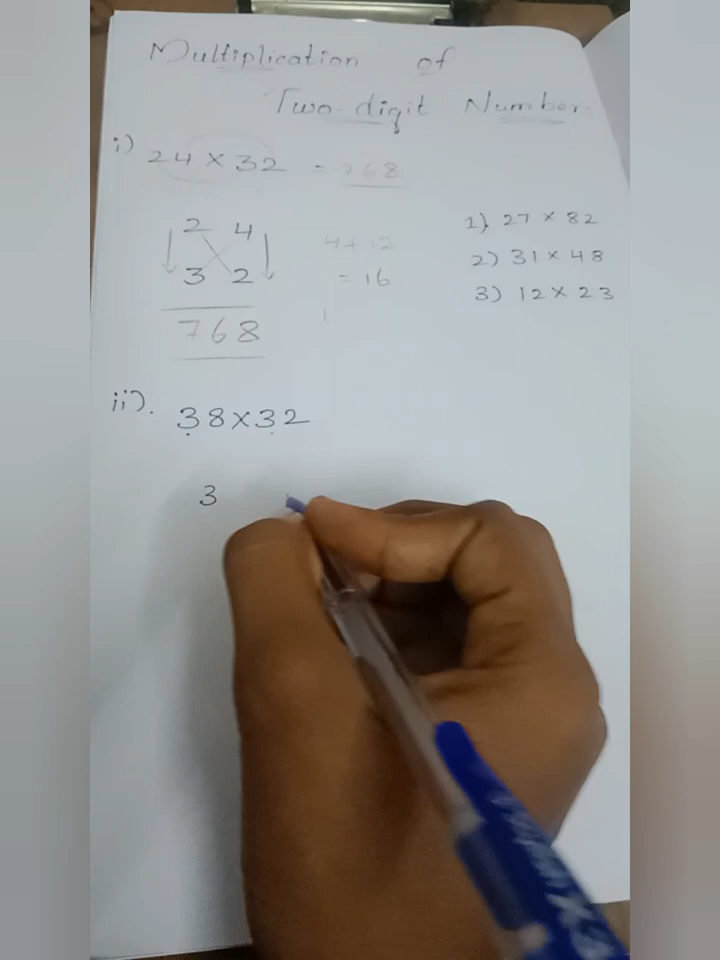 Multiplication of
Two-digit Number
i) 24 × 32 = 768
2 4
3 2
768
4 + 12
= 16
1
1) 27 × 82
2) 31 × 48
3) 12 × 23
ii). 38 × 32
3